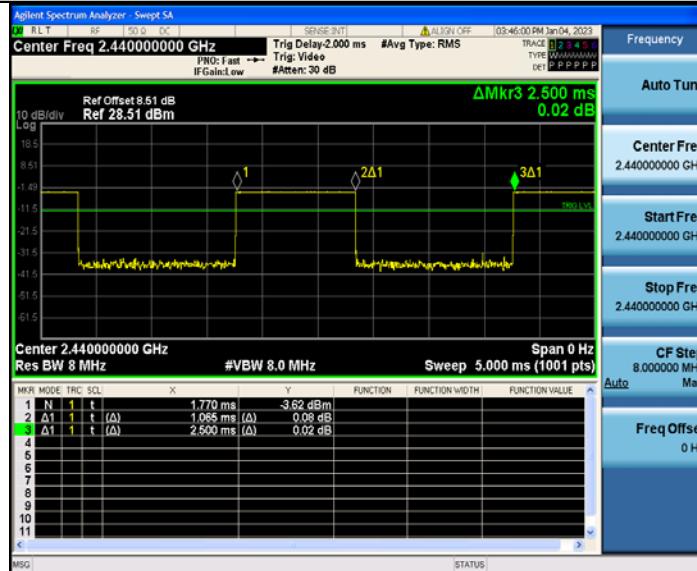 Agilent Spectrum Analyzer - Swept SA
RLT RF 50 Ω DC SENSE:INT ALIGN OFF 03:46:00 PM Jan 04, 2023
Center Freq 2.440000000 GHz
PNO: Fast
IFGain:Low
Trig Delay-2.000 ms
Trig: Video
#Atten: 30 dB
#Avg Type: RMS
TRACE 1 2 3 4 5 6
TYPE WWWWWW
DET P P P P P P
ΔMkr3 2.500 ms
0.02 dB
10 dB/div
Log
Ref Offset 8.51 dB
Ref 28.51 dBm
18.5
8.51
-1.49
-11.5
-21.5
-31.5
-41.5
-51.5
-61.5
1
2Δ1
3Δ1
TRIG LVL
Center 2.440000000 GHz Span 0 Hz
Res BW 8 MHz #VBW 8.0 MHz Sweep 5.000 ms (1001 pts)
MKR MODE TRC SCL X Y FUNCTION FUNCTION WIDTH FUNCTION VALUE
1 N 1 t 1.770 ms -3.62 dBm
2 Δ1 1 t (Δ) 1.065 ms (Δ) 0.08 dB
3 Δ1 1 t (Δ) 2.500 ms (Δ) 0.02 dB
4
5
6
7
8
9
10
11
MSG STATUS
Frequency
Auto Tun
Center Fre
2.440000000 GH
Start Fre
2.440000000 GH
Stop Fre
2.440000000 GH
CF Ste
8.000000 MH
Auto Ma
Freq Offse
0 H